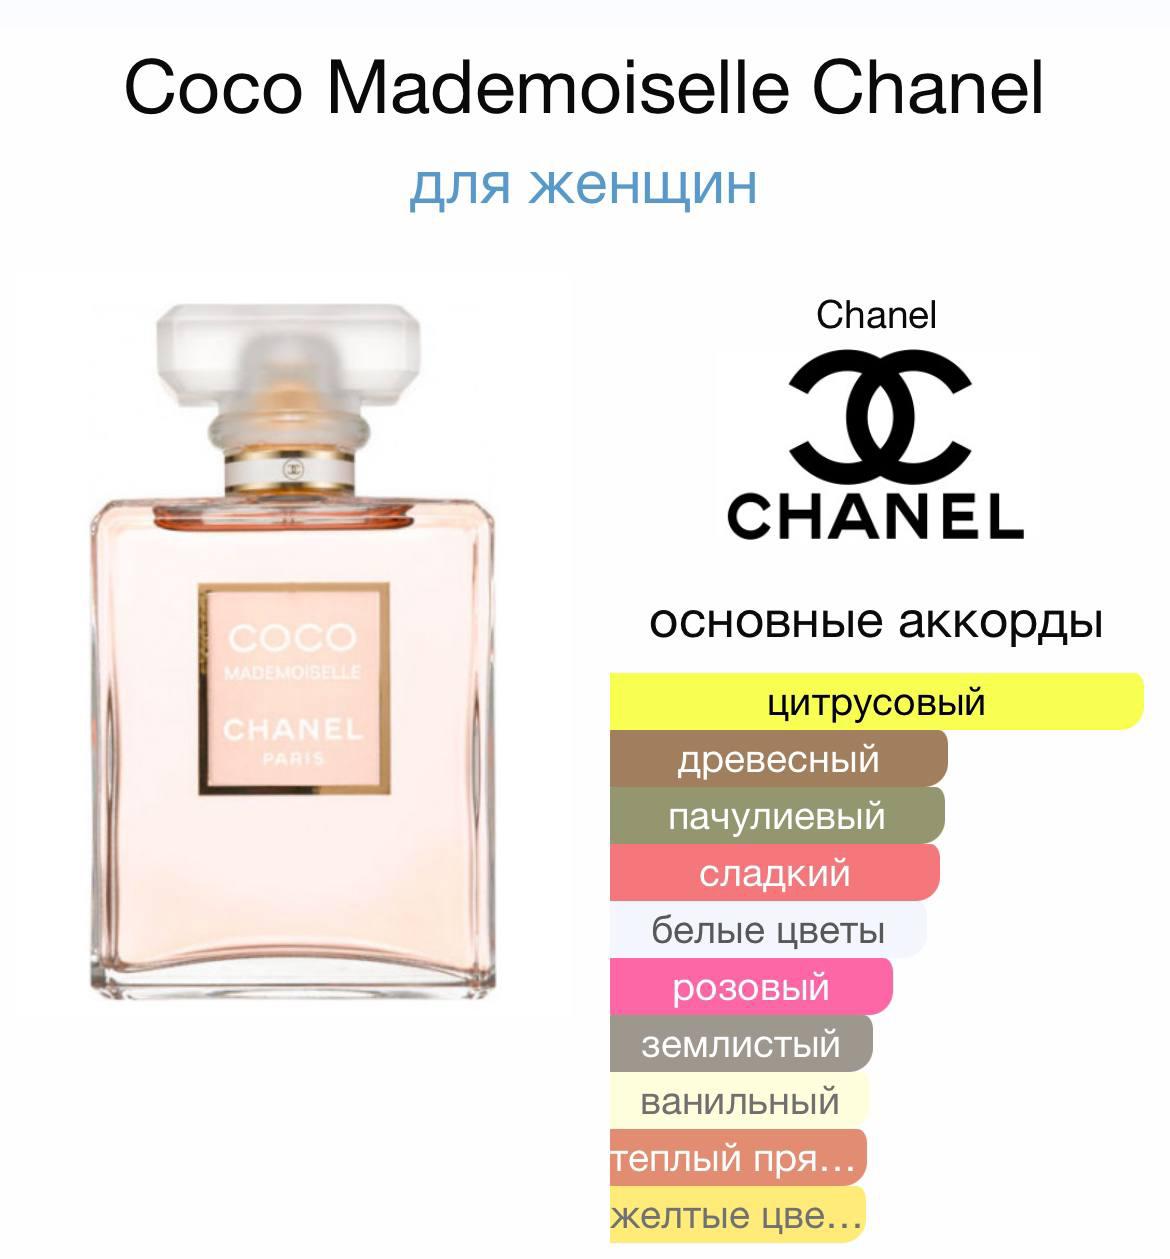 Coco Mademoiselle Chanel
для женщин
COCO
MADEMOISELLE
CHANEL
PARIS
Chanel
CHANEL
основные аккорды
цитрусовый
древесный
пачулиевый
сладкий
белые цветы
розовый
землистый
ванильный
теплый пря...
желтые цве...